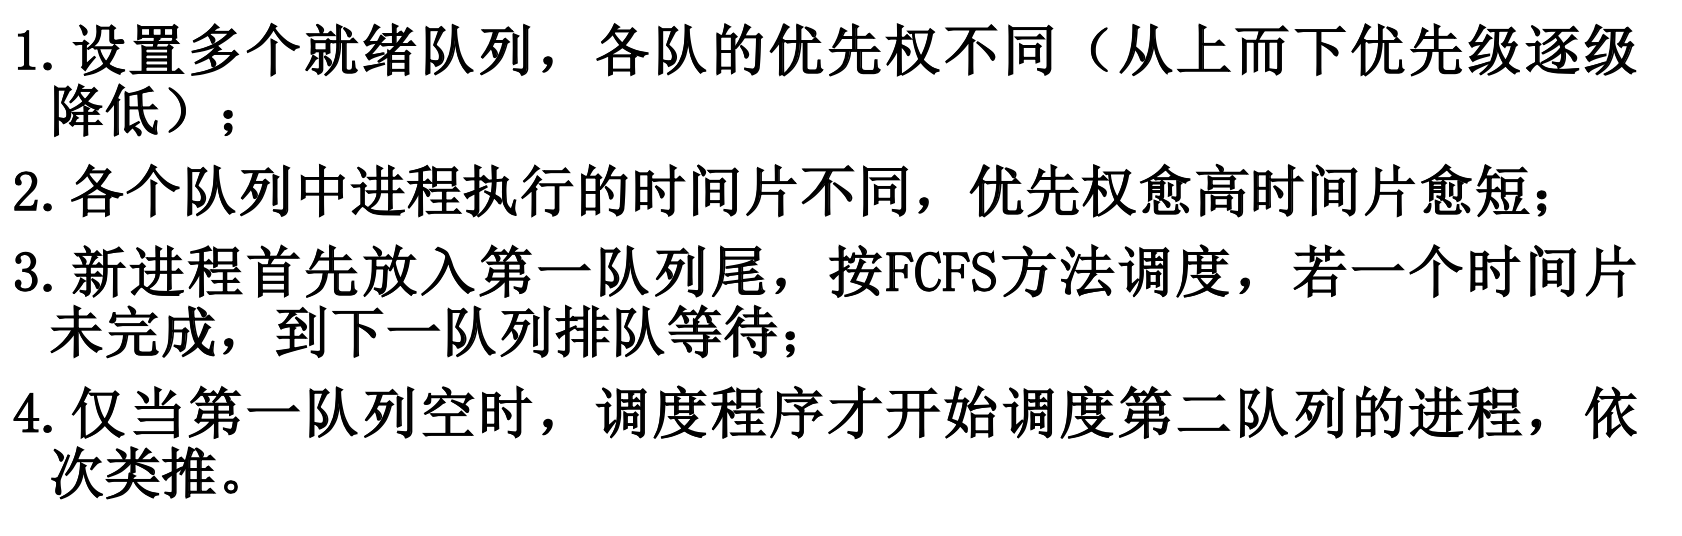 1. 设置多个就绪队列，各队的优先权不同（从上而下优先级逐级
降低）；
2. 各个队列中进程执行的时间片不同，优先权愈高时间片愈短；
3. 新进程首先放入第一队列尾，按FCFS方法调度，若一个时间片
未完成，到下一队列排队等待；
4. 仅当第一队列空时，调度程序才开始调度第二队列的进程，依
次类推。